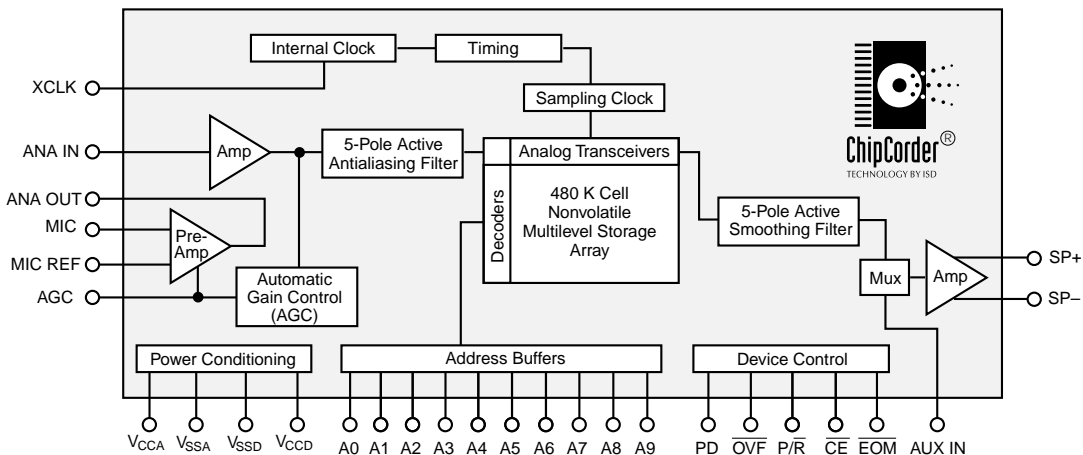 Internal Clock
Timing
XCLK
Sampling Clock
ChipCorder®
TECHNOLOGY BY ISD
ANA IN
Amp
5-Pole Active
Antialiasing Filter
Analog Transceivers
Decoders
480 K Cell
Nonvolatile
Multilevel Storage
Array
ANA OUT
MIC
MIC REF
AGC
Pre-
Amp
Automatic
Gain Control
(AGC)
5-Pole Active
Smoothing Filter
Mux
Amp
SP+
SP–
Power Conditioning
Address Buffers
Device Control
VCCA VSSA VSSD VCCD A0 A1 A2 A3 A4 A5 A6 A7 A8 A9 PD O̅V̅F̅ P/R̅ C̅E̅ E̅O̅M̅ AUX IN